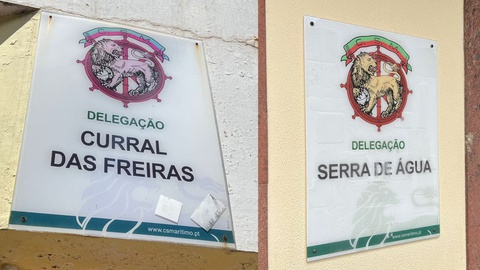 DELEGAÇÃO
CURRAL
DAS FREIRAS
www.csmaritimo.pt
DELEGAÇÃO
SERRA DE ÁGUA
www.csmaritimo.pt